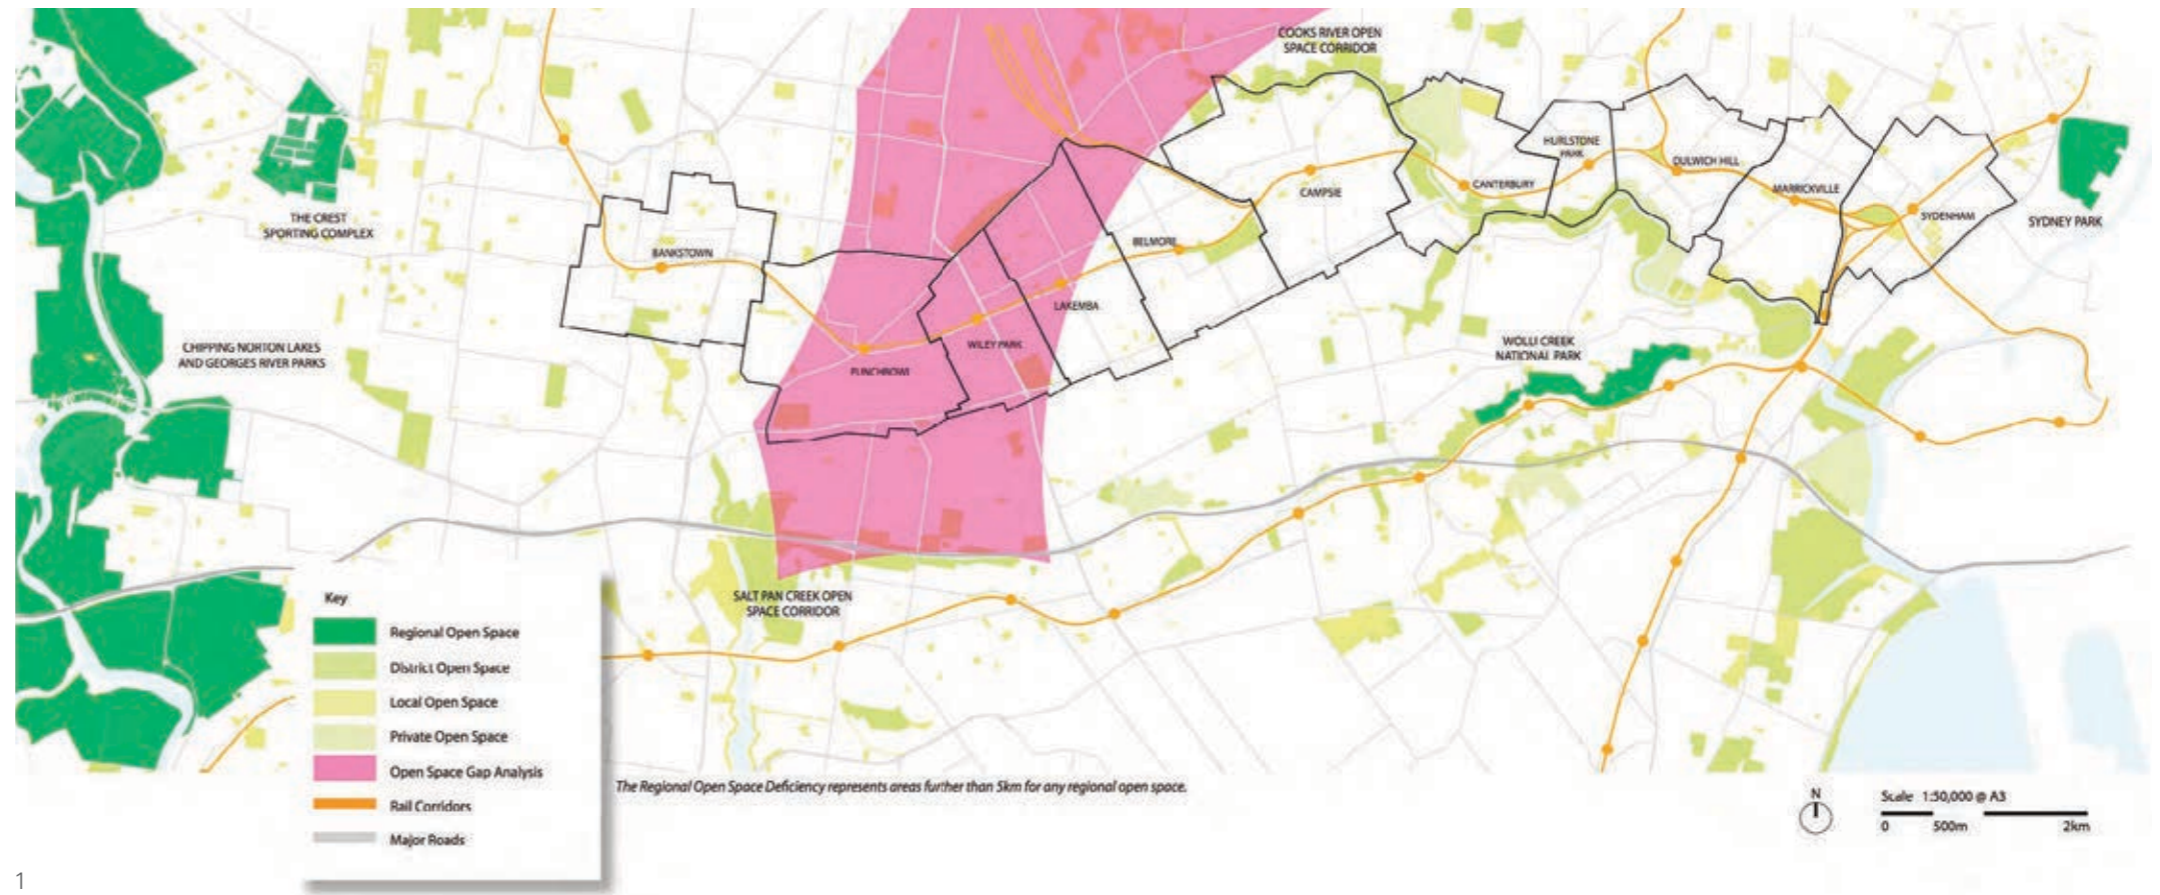 COOKS RIVER OPEN
SPACE CORRIDOR
HURLSTONE
PARK
DULWICH HILL
CANTERBURY
CAMPSIE
MARRICKVILLE
SYDENHAM
SYDNEY PARK
THE CREST
SPORTING COMPLEX
BANKSTOWN
BELMORE
LAKEMBA
WILEY PARK
PUNCHBOWL
CHIPPING NORTON LAKES
AND GEORGES RIVER PARKS
WOLLI CREEK
NATIONAL PARK
SALT PAN CREEK OPEN
SPACE CORRIDOR
Key
Regional Open Space
District Open Space
Local Open Space
Private Open Space
Open Space Gap Analysis
Rail Corridors
Major Roads
The Regional Open Space Deficiency represents areas further than 5km for any regional open space.
N
Scale 1:50,000 @ A3
0 500m 2km
1